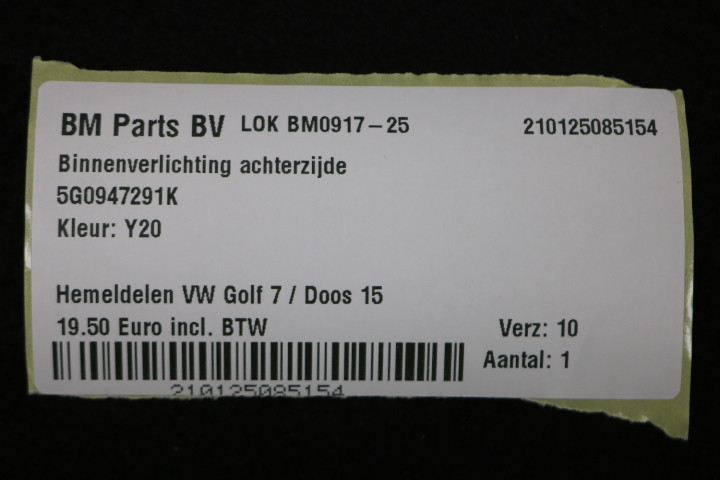 BM Parts BV LOK BM0917-25 210125085154
Binnenverlichting achterzijde
5G0947291K
Kleur: Y20
Hemeldelen VW Golf 7 / Doos 15
19.50 Euro incl. BTW Verz: 10
Aantal: 1
210125085154